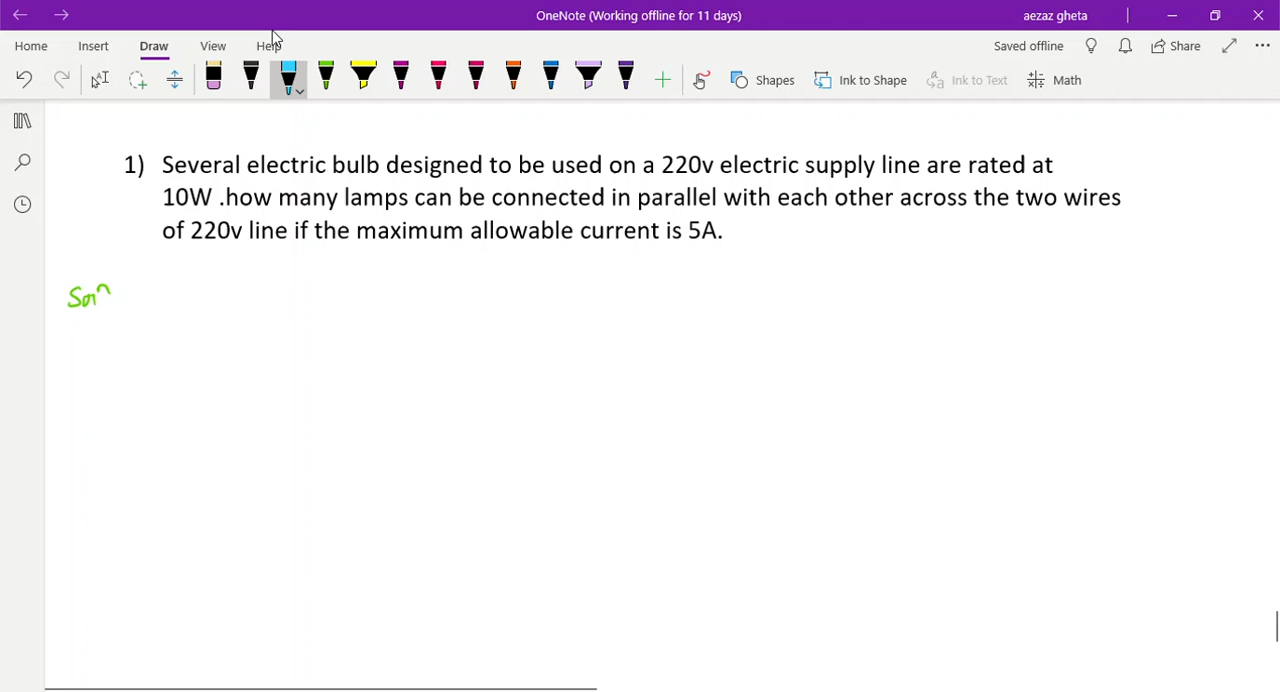 OneNote (Working offline for 11 days)
aezaz gheta
Home Insert Draw View Help
Saved offline Share
Shapes Ink to Shape Ink to Text Math
1) Several electric bulb designed to be used on a 220v electric supply line are rated at
10W .how many lamps can be connected in parallel with each other across the two wires
of 220v line if the maximum allowable current is 5A.